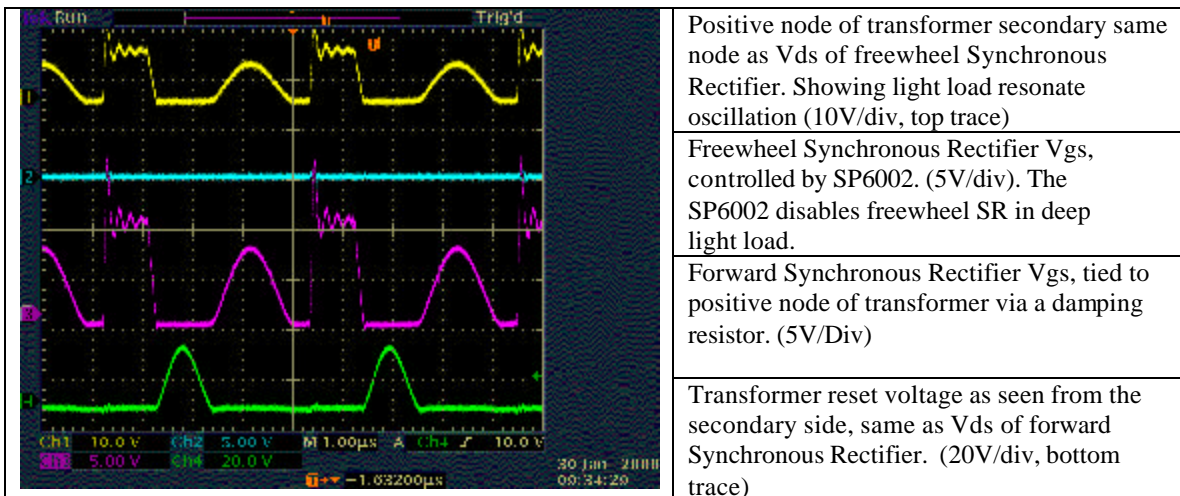 Run
Trig'd
1
2
3
4
Ch1 10.0 V Ch2 5.00 V M 1.00µs A Ch4 10.0 V
Ch3 5.00 V Ch4 20.0 V
-1.63200µs
30 Jan
09:34:29
Positive node of transformer secondary same
node as Vds of freewheel Synchronous
Rectifier. Showing light load resonate
oscillation (10V/div, top trace)
Freewheel Synchronous Rectifier Vgs,
controlled by SP6002. (5V/div). The
SP6002 disables freewheel SR in deep
light load.
Forward Synchronous Rectifier Vgs, tied to
positive node of transformer via a damping
resistor. (5V/Div)
Transformer reset voltage as seen from the
secondary side, same as Vds of forward
Synchronous Rectifier. (20V/div, bottom
trace)